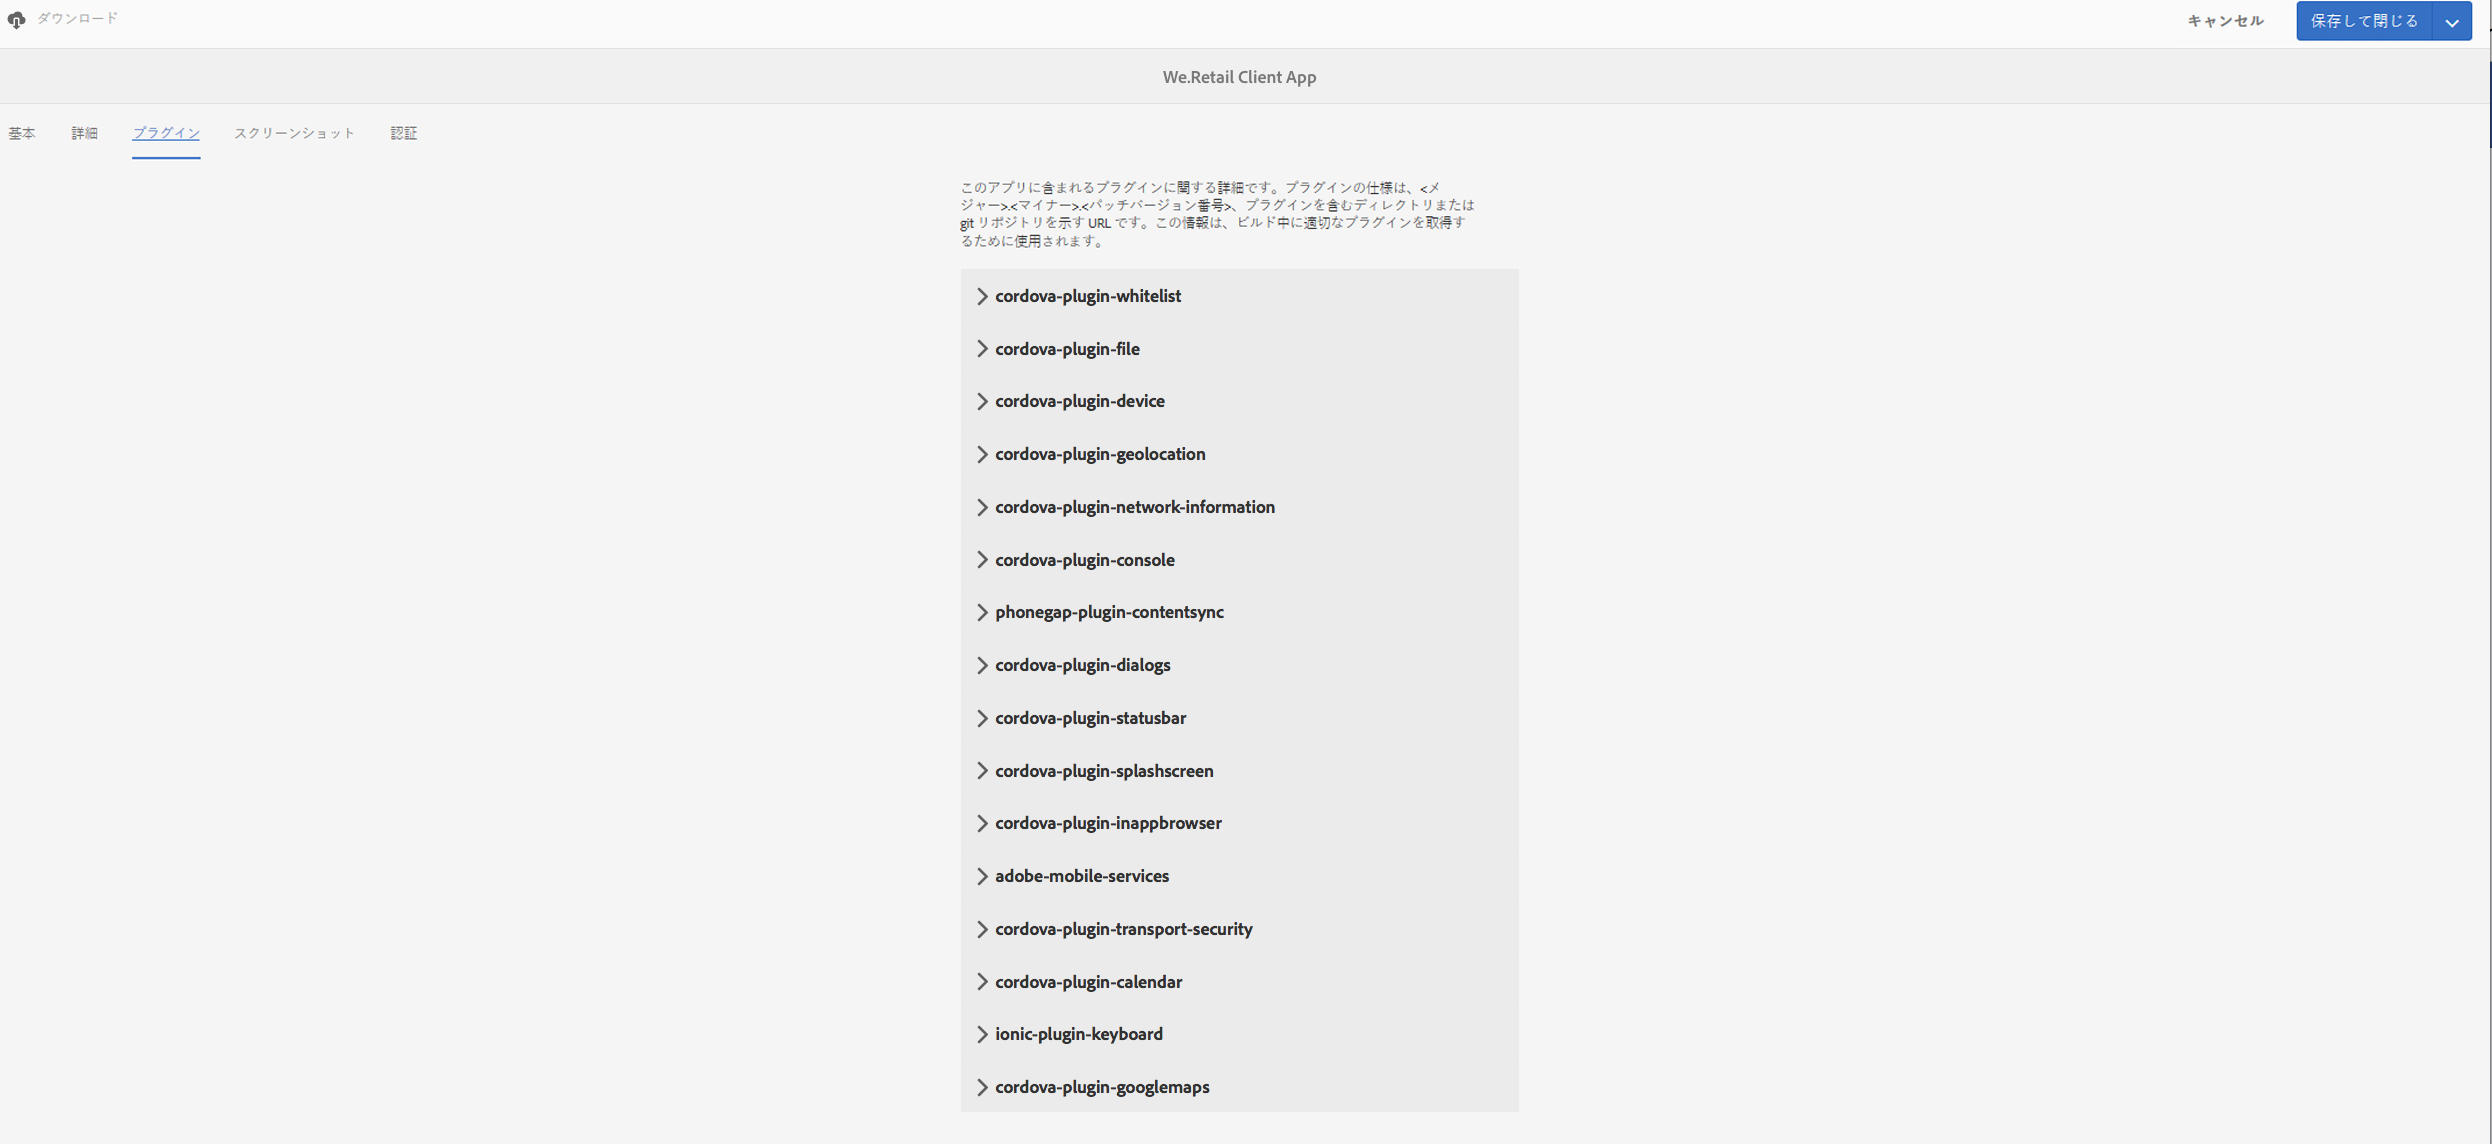 ダウンロード
キャンセル
保存して閉じる
We.Retail Client App
基本
詳細
プラグイン
スクリーンショット
認証
このアプリに含まれるプラグインに関する詳細です。プラグインの仕様は、<メ
ジャー>.<マイナー>.<パッチバージョン番号>、プラグインを含むディレクトリまたは
git リポジトリを示す URL です。この情報は、ビルド中に適切なプラグインを取得す
るために使用されます。
cordova-plugin-whitelist
cordova-plugin-file
cordova-plugin-device
cordova-plugin-geolocation
cordova-plugin-network-information
cordova-plugin-console
phonegap-plugin-contentsync
cordova-plugin-dialogs
cordova-plugin-statusbar
cordova-plugin-splashscreen
cordova-plugin-inappbrowser
adobe-mobile-services
cordova-plugin-transport-security
cordova-plugin-calendar
ionic-plugin-keyboard
cordova-plugin-googlemaps